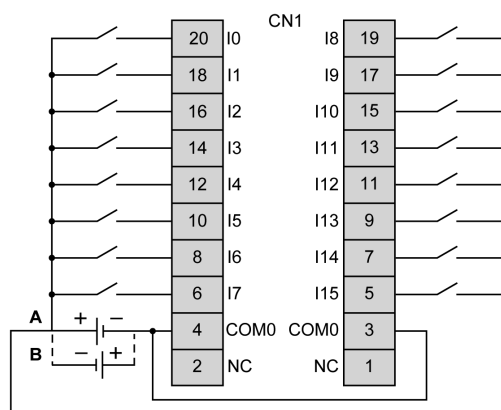 CN1
20 I0 I8 19
18 I1 I9 17
16 I2 I10 15
14 I3 I11 13
12 I4 I12 11
10 I5 I13 9
8 I6 I14 7
6 I7 I15 5
A + − 4 COM0 COM0 3
B − + 2 NC NC 1